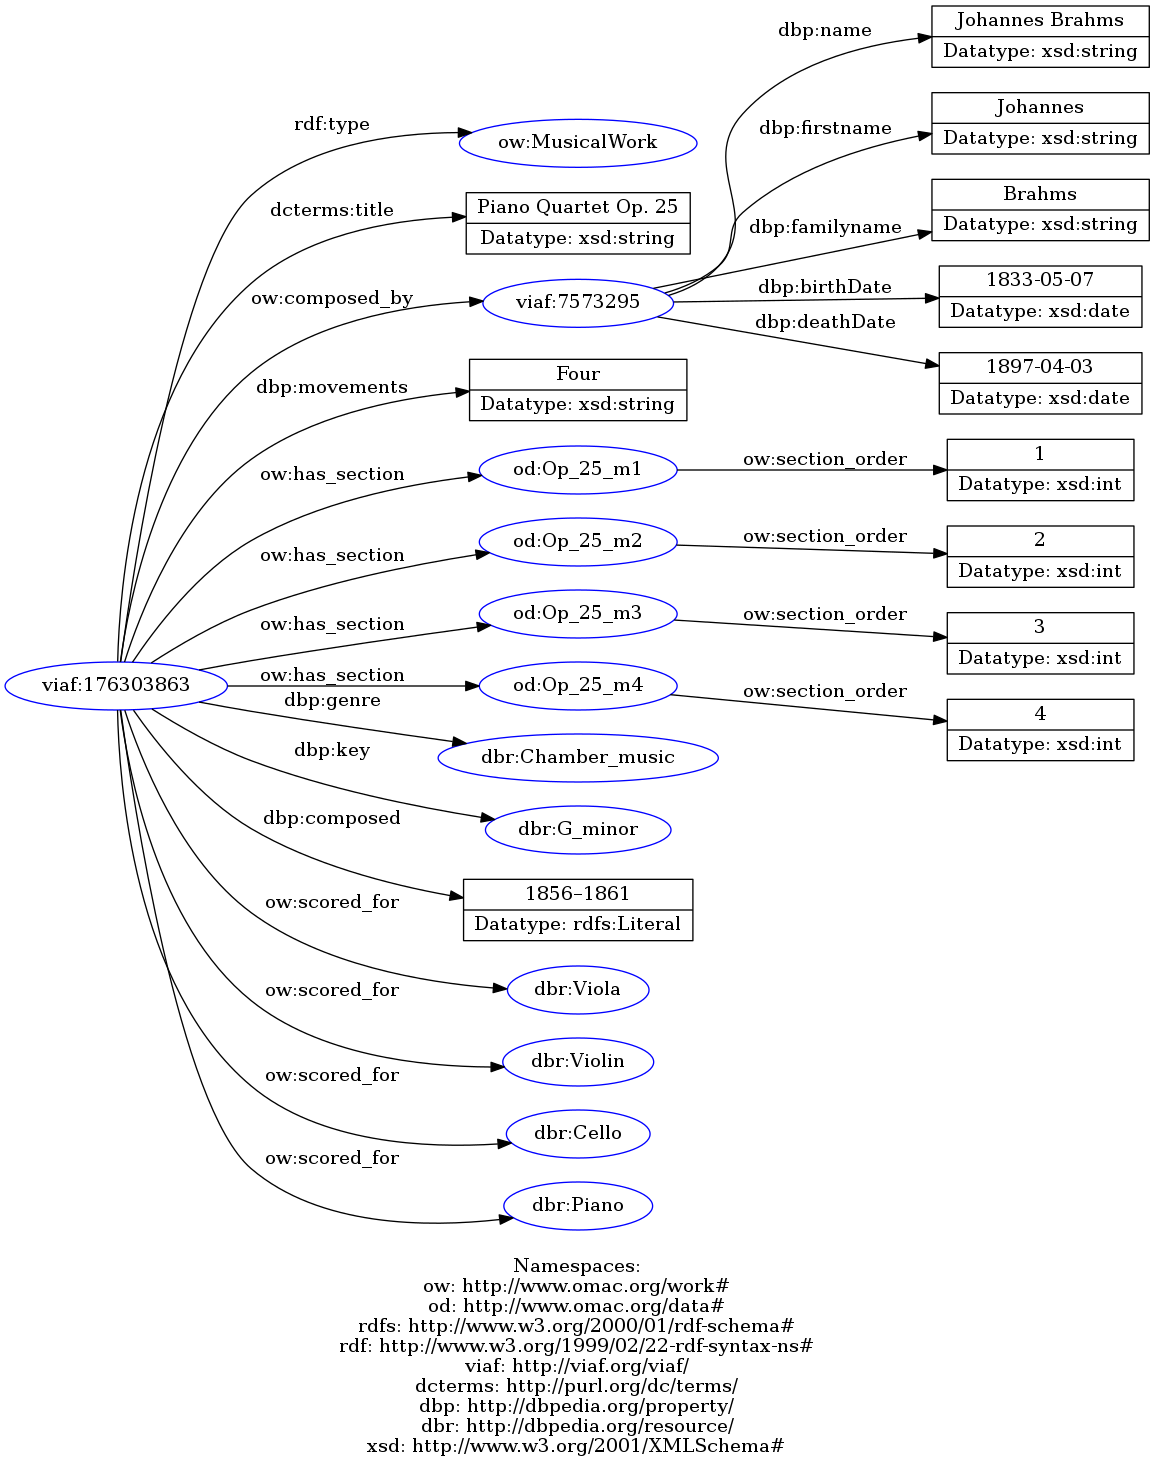 Johannes Brahms
Datatype: xsd:string
dbp:name
Johannes
Datatype: xsd:string
dbp:firstname
rdf:type
ow:MusicalWork
Brahms
Datatype: xsd:string
dbp:familyname
dcterms:title
Piano Quartet Op. 25
Datatype: xsd:string
1833-05-07
Datatype: xsd:date
dbp:birthDate
ow:composed_by
viaf:7573295
dbp:deathDate
1897-04-03
Datatype: xsd:date
dbp:movements
Four
Datatype: xsd:string
ow:has_section
od:Op_25_m1
ow:section_order
1
Datatype: xsd:int
ow:has_section
od:Op_25_m2
ow:section_order
2
Datatype: xsd:int
ow:has_section
od:Op_25_m3
ow:section_order
3
Datatype: xsd:int
viaf:176303863
ow:has_section
od:Op_25_m4
ow:section_order
4
Datatype: xsd:int
dbp:genre
dbr:Chamber_music
dbp:key
dbr:G_minor
dbp:composed
1856–1861
Datatype: rdfs:Literal
ow:scored_for
dbr:Viola
ow:scored_for
dbr:Violin
ow:scored_for
dbr:Cello
ow:scored_for
dbr:Piano
Namespaces:
ow: http://www.omac.org/work#
od: http://www.omac.org/data#
rdfs: http://www.w3.org/2000/01/rdf-schema#
rdf: http://www.w3.org/1999/02/22-rdf-syntax-ns#
viaf: http://viaf.org/viaf/
dcterms: http://purl.org/dc/terms/
dbp: http://dbpedia.org/property/
dbr: http://dbpedia.org/resource/
xsd: http://www.w3.org/2001/XMLSchema#